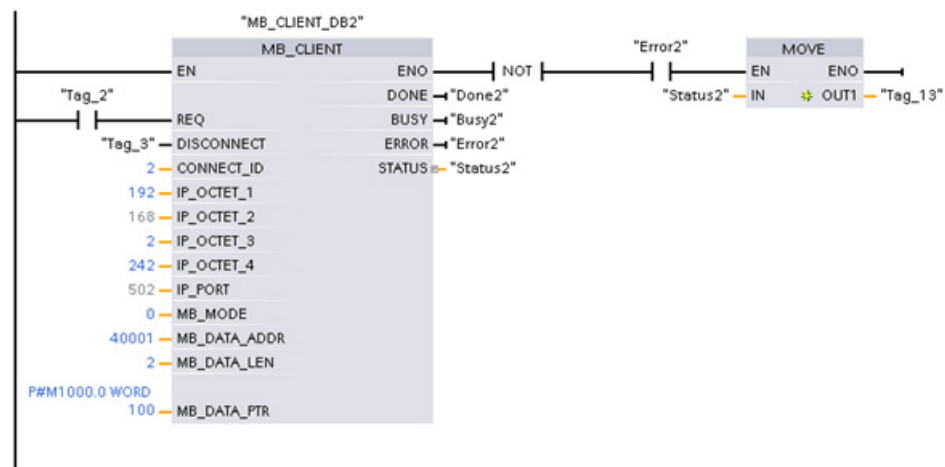 "MB_CLIENT_DB2"
MB_CLIENT
"Error2"
MOVE
EN ENO NOT EN ENO
"Tag_2" DONE "Done2" "Status2" IN OUT1 "Tag_13"
REQ BUSY "Busy2"
"Tag_3" DISCONNECT ERROR "Error2"
2 CONNECT_ID STATUS "Status2"
192 IP_OCTET_1
168 IP_OCTET_2
2 IP_OCTET_3
242 IP_OCTET_4
502 IP_PORT
0 MB_MODE
40001 MB_DATA_ADDR
2 MB_DATA_LEN
P#M1000.0 WORD
100 MB_DATA_PTR